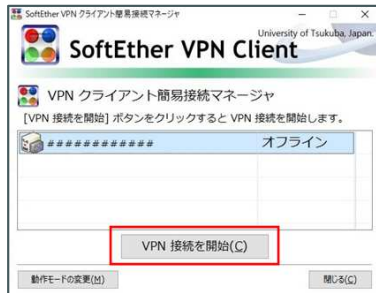 SoftEther VPN クライアント簡易接続マネージャ
University of Tsukuba, Japan.
SoftEther VPN Client
VPN クライアント簡易接続マネージャ
[VPN 接続を開始] ボタンをクリックすると VPN 接続を開始します。
############ オフライン
VPN 接続を開始(C)
動作モードの変更(M) 閉じる(C)